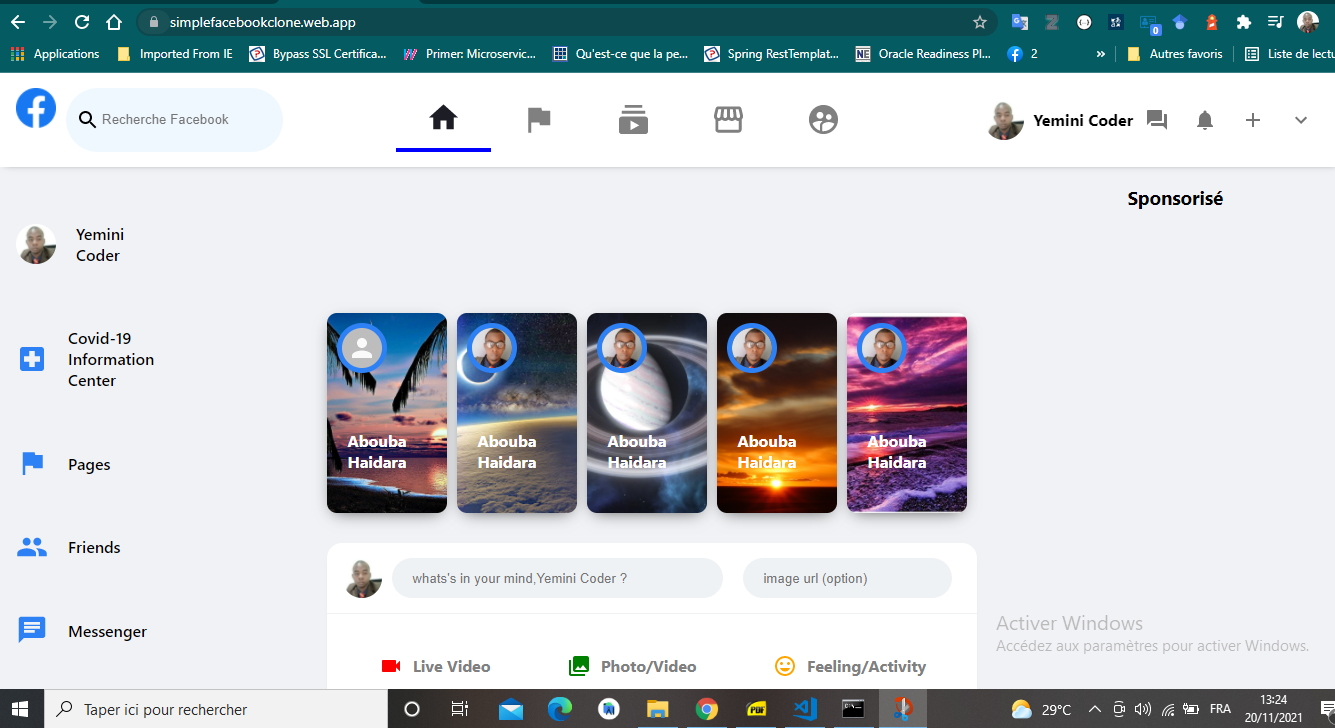 simplefacebookclone.web.app
0
Applications
Imported From IE
Bypass SSL Certifica...
Primer: Microservic...
Qu'est-ce que la pe...
Spring RestTemplat...
Oracle Readiness Pl...
2
»
Autres favoris
Liste de lectu
Recherche Facebook
Yemini Coder
Sponsorisé
Yemini
Coder
Covid-19
Information
Center
Pages
Friends
Messenger
Abouba
Haidara
Abouba
Haidara
Abouba
Haidara
Abouba
Haidara
Abouba
Haidara
whats's in your mind,Yemini Coder ?
image url (option)
Live Video
Photo/Video
Feeling/Activity
Activer Windows
Accédez aux paramètres pour activer Windows.
Taper ici pour rechercher
PDF
29°C
FRA
13:24
20/11/2021